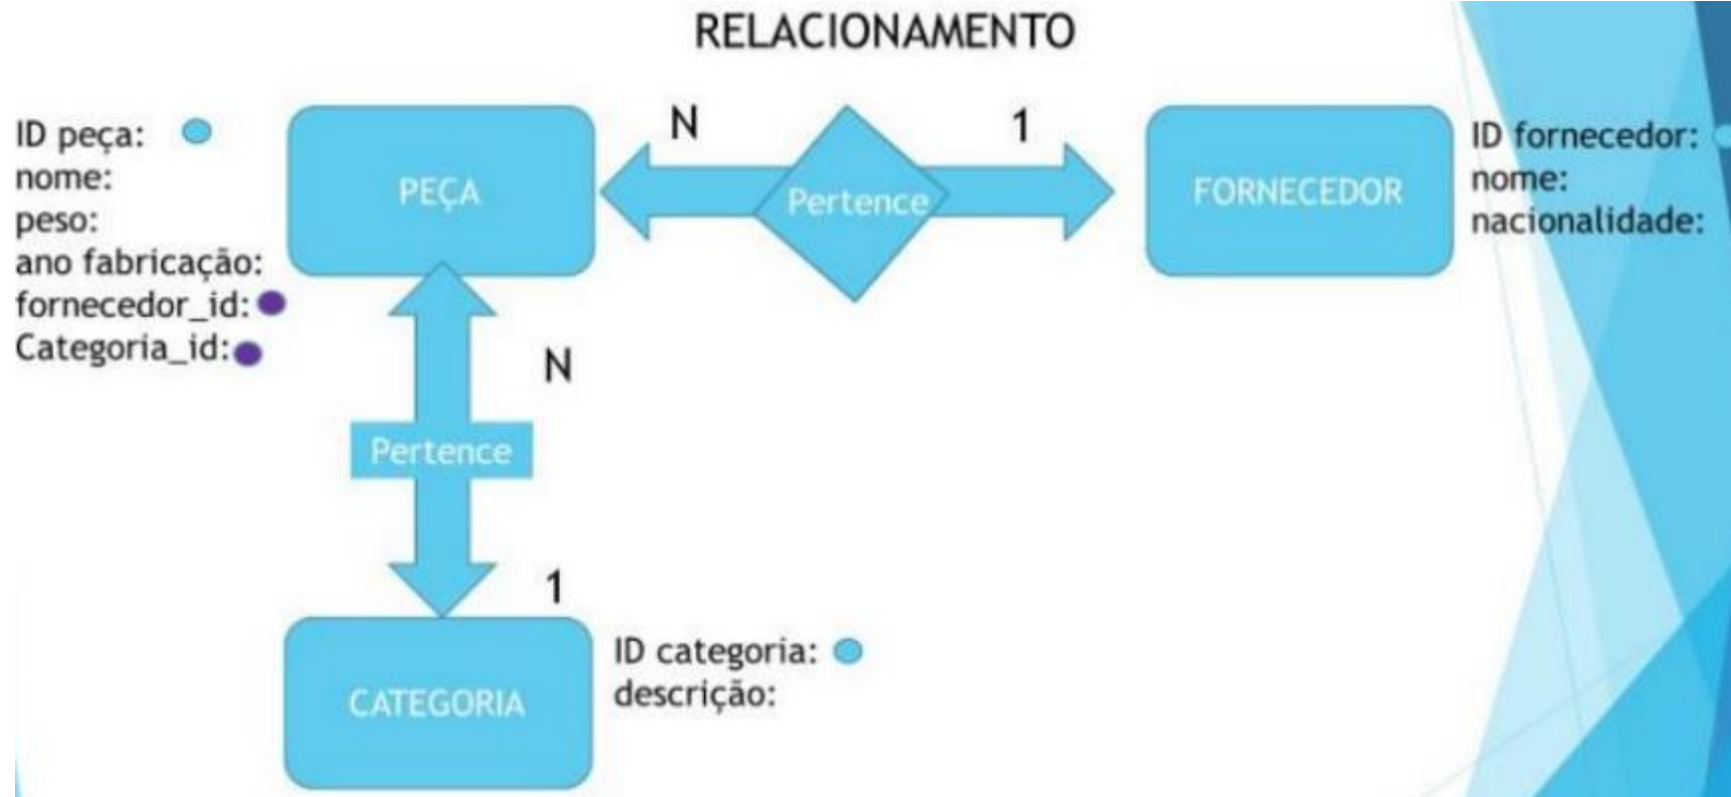 RELACIONAMENTO
ID peça:
nome:
peso:
ano fabricação:
fornecedor_id:
Categoria_id:
PEÇA
N
Pertence
1
FORNECEDOR
ID fornecedor:
nome:
nacionalidade:
N
Pertence
1
CATEGORIA
ID categoria:
descrição: